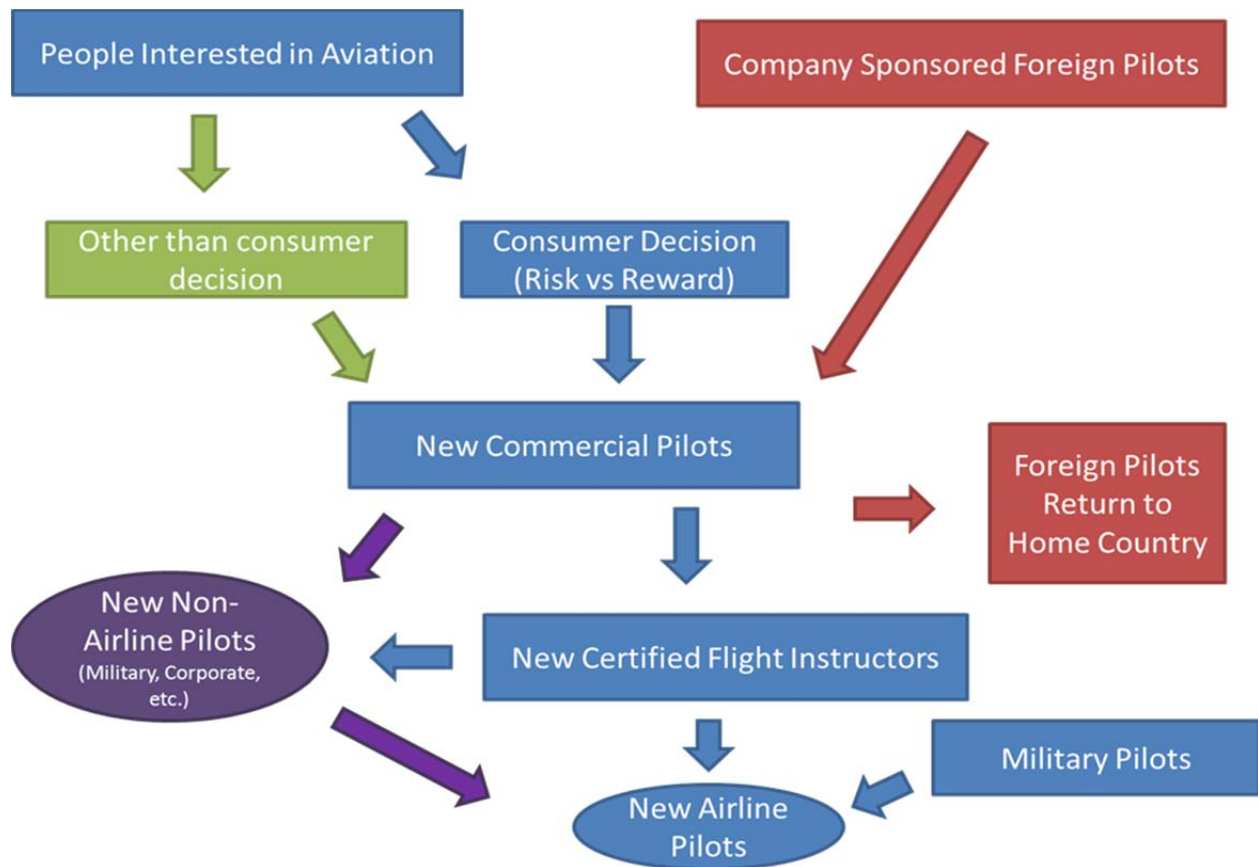 People Interested in Aviation
Company Sponsored Foreign Pilots
Other than consumer
decision
Consumer Decision
(Risk vs Reward)
New Commercial Pilots
Foreign Pilots
Return to
Home Country
New Non-
Airline Pilots
(Military, Corporate,
etc.)
New Certified Flight Instructors
Military Pilots
New Airline
Pilots